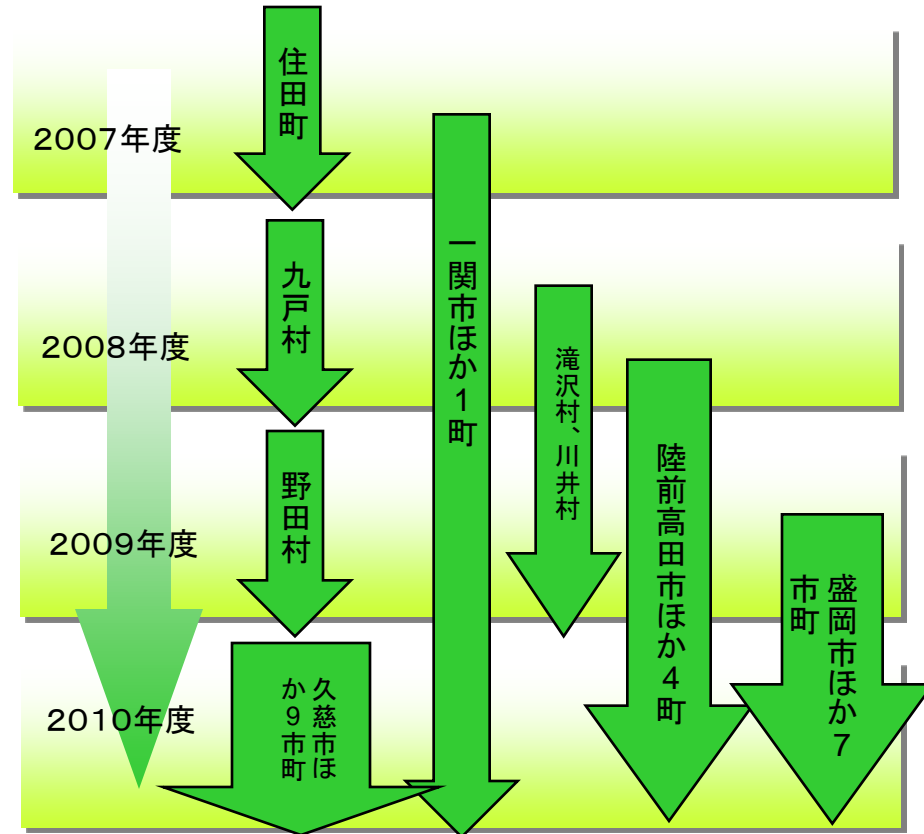 2007年度
住田町
2008年度
九戸村
一関市ほか1町
滝沢村、川井村
2009年度
野田村
陸前高田市ほか4町
盛岡市ほか7
市町
2010年度
久慈市ほ
か9市町